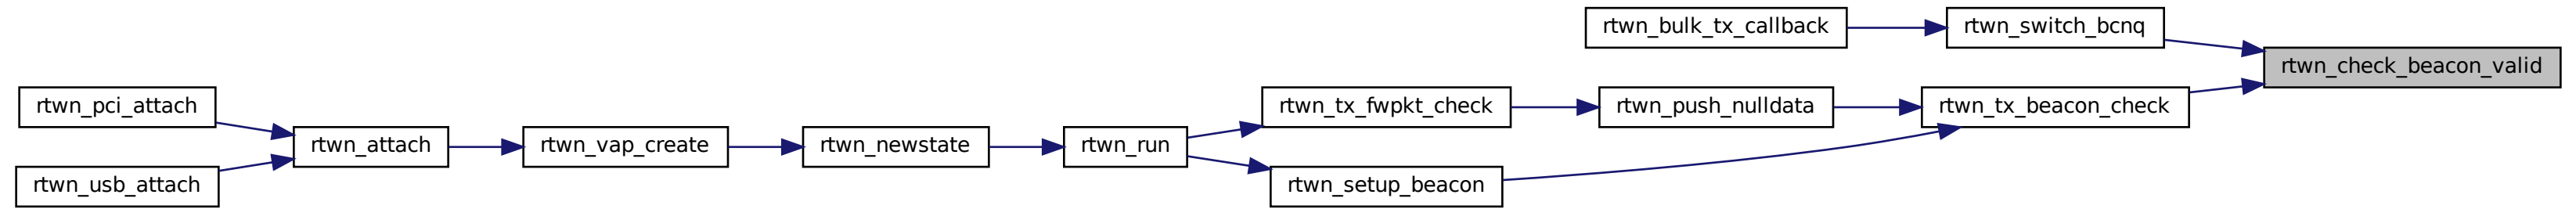 rtwn_bulk_tx_callback
rtwn_switch_bcnq
rtwn_check_beacon_valid
rtwn_pci_attach
rtwn_tx_fwpkt_check
rtwn_push_nulldata
rtwn_tx_beacon_check
rtwn_attach
rtwn_vap_create
rtwn_newstate
rtwn_run
rtwn_usb_attach
rtwn_setup_beacon